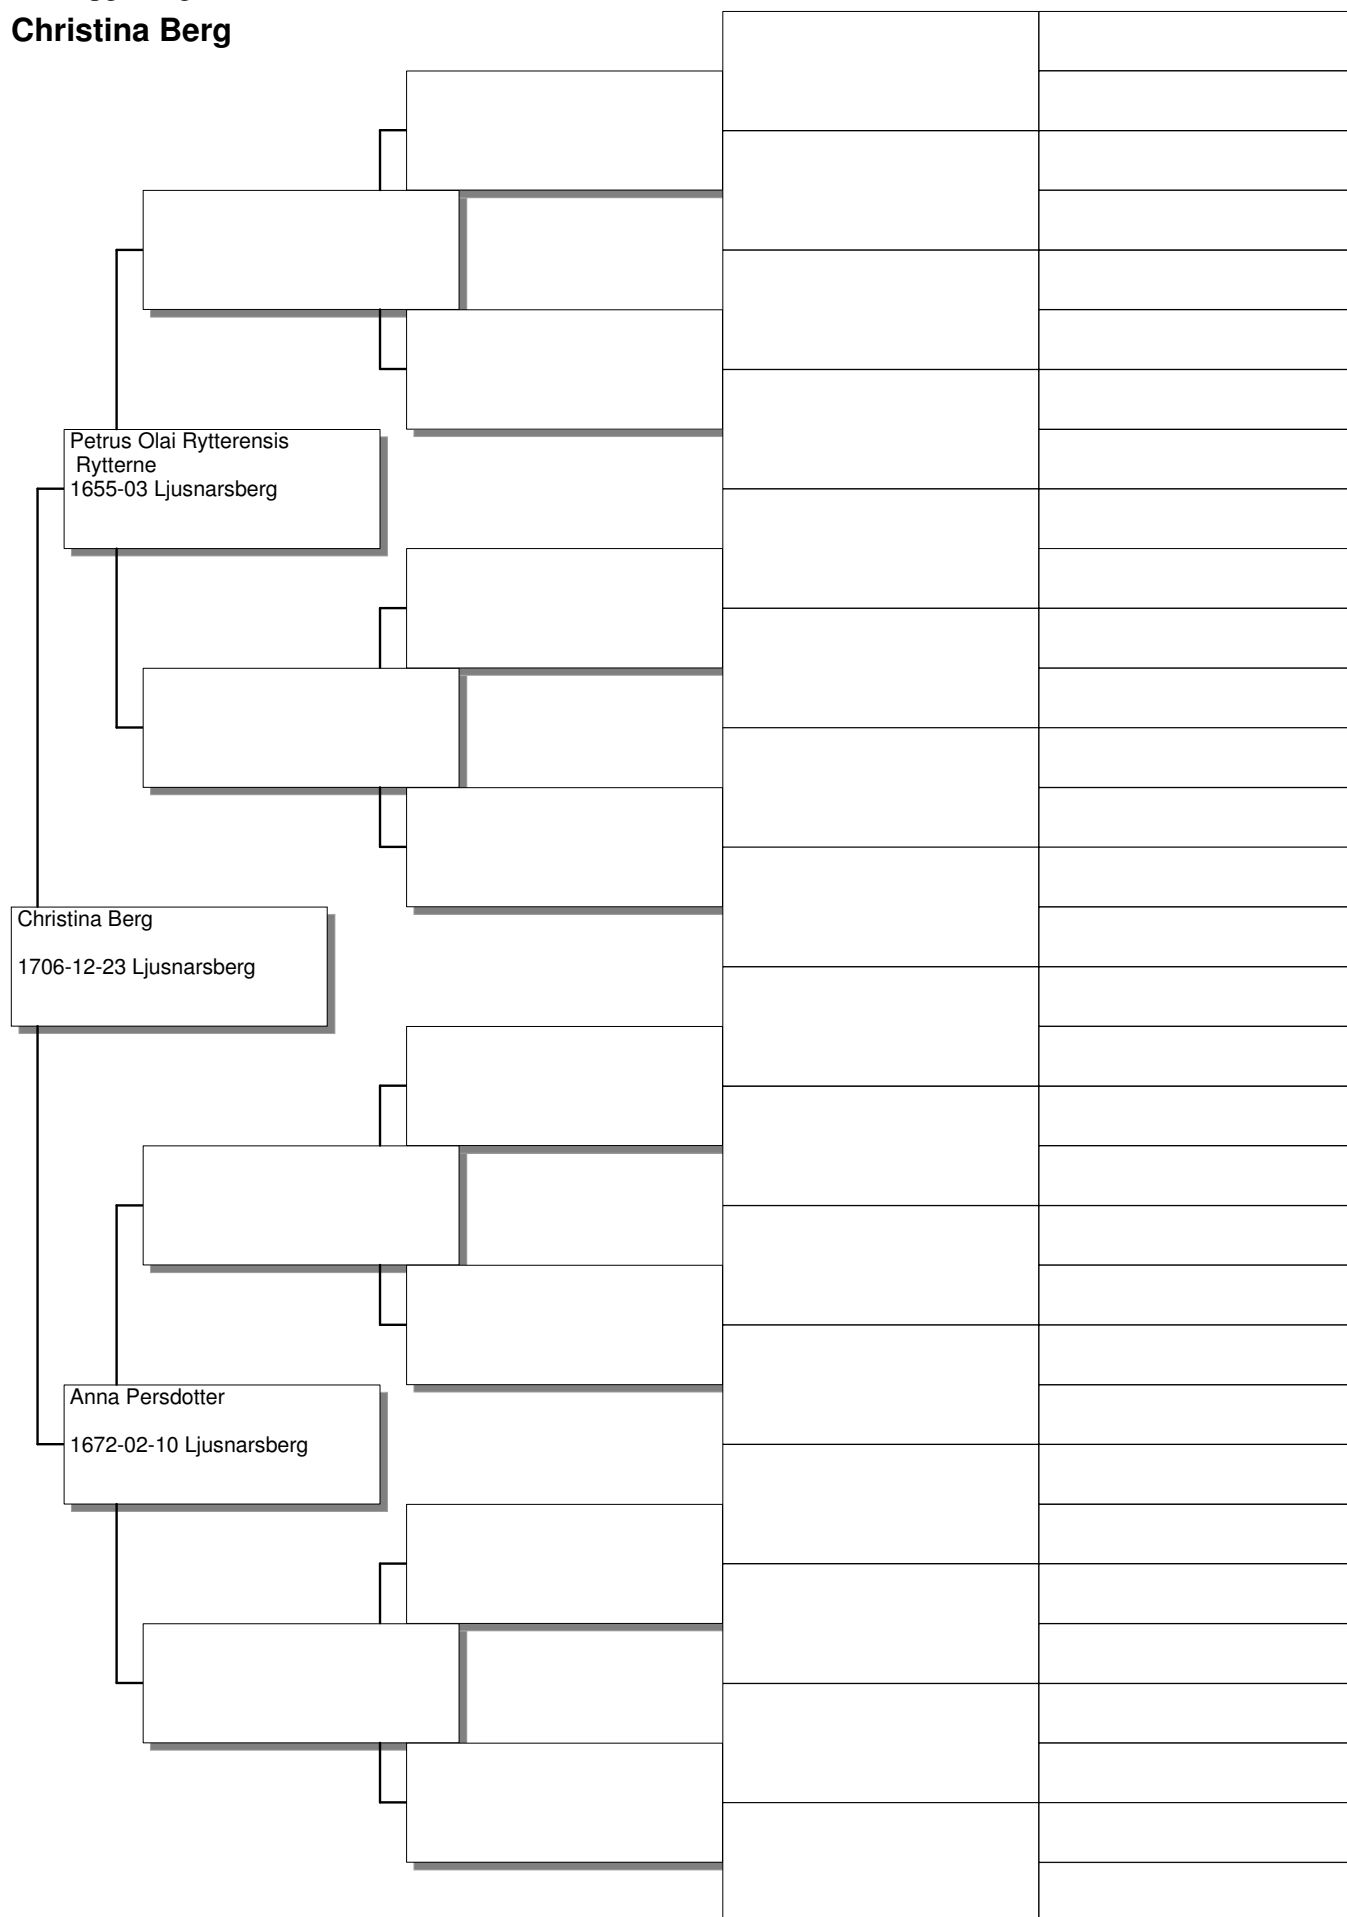 Christina Berg
Petrus Olai Rytterensis
Rytterne
1655-03 Ljusnarsberg
Christina Berg
1706-12-23 Ljusnarsberg
Anna Persdotter
1672-02-10 Ljusnarsberg